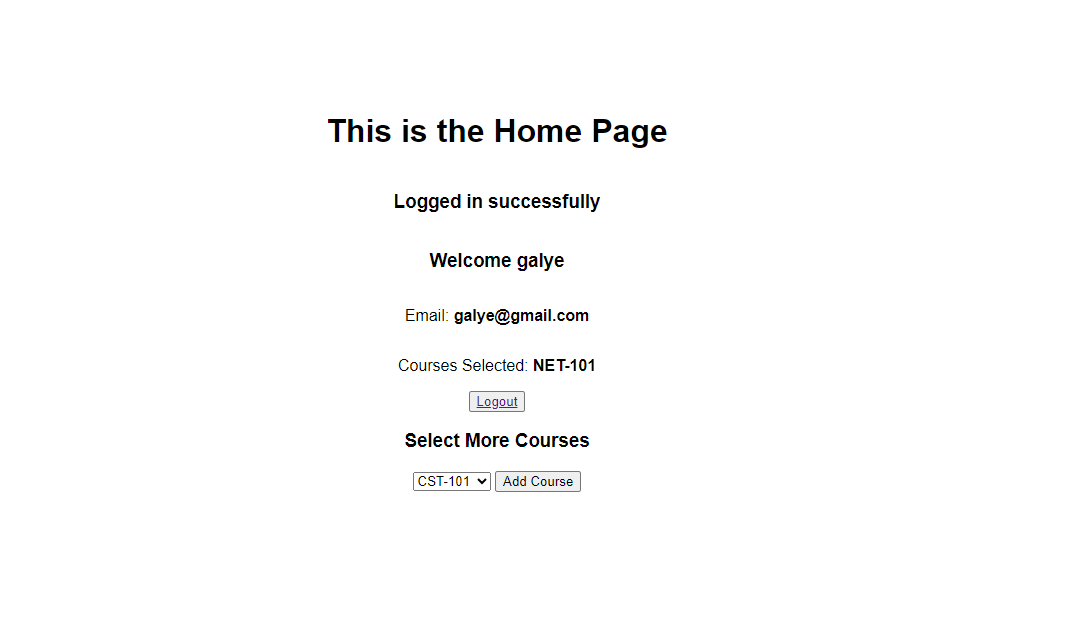 This is the Home Page
Logged in successfully
Welcome galye
Email: galye@gmail.com
Courses Selected: NET-101
Logout
Select More Courses
CST-101 Add Course